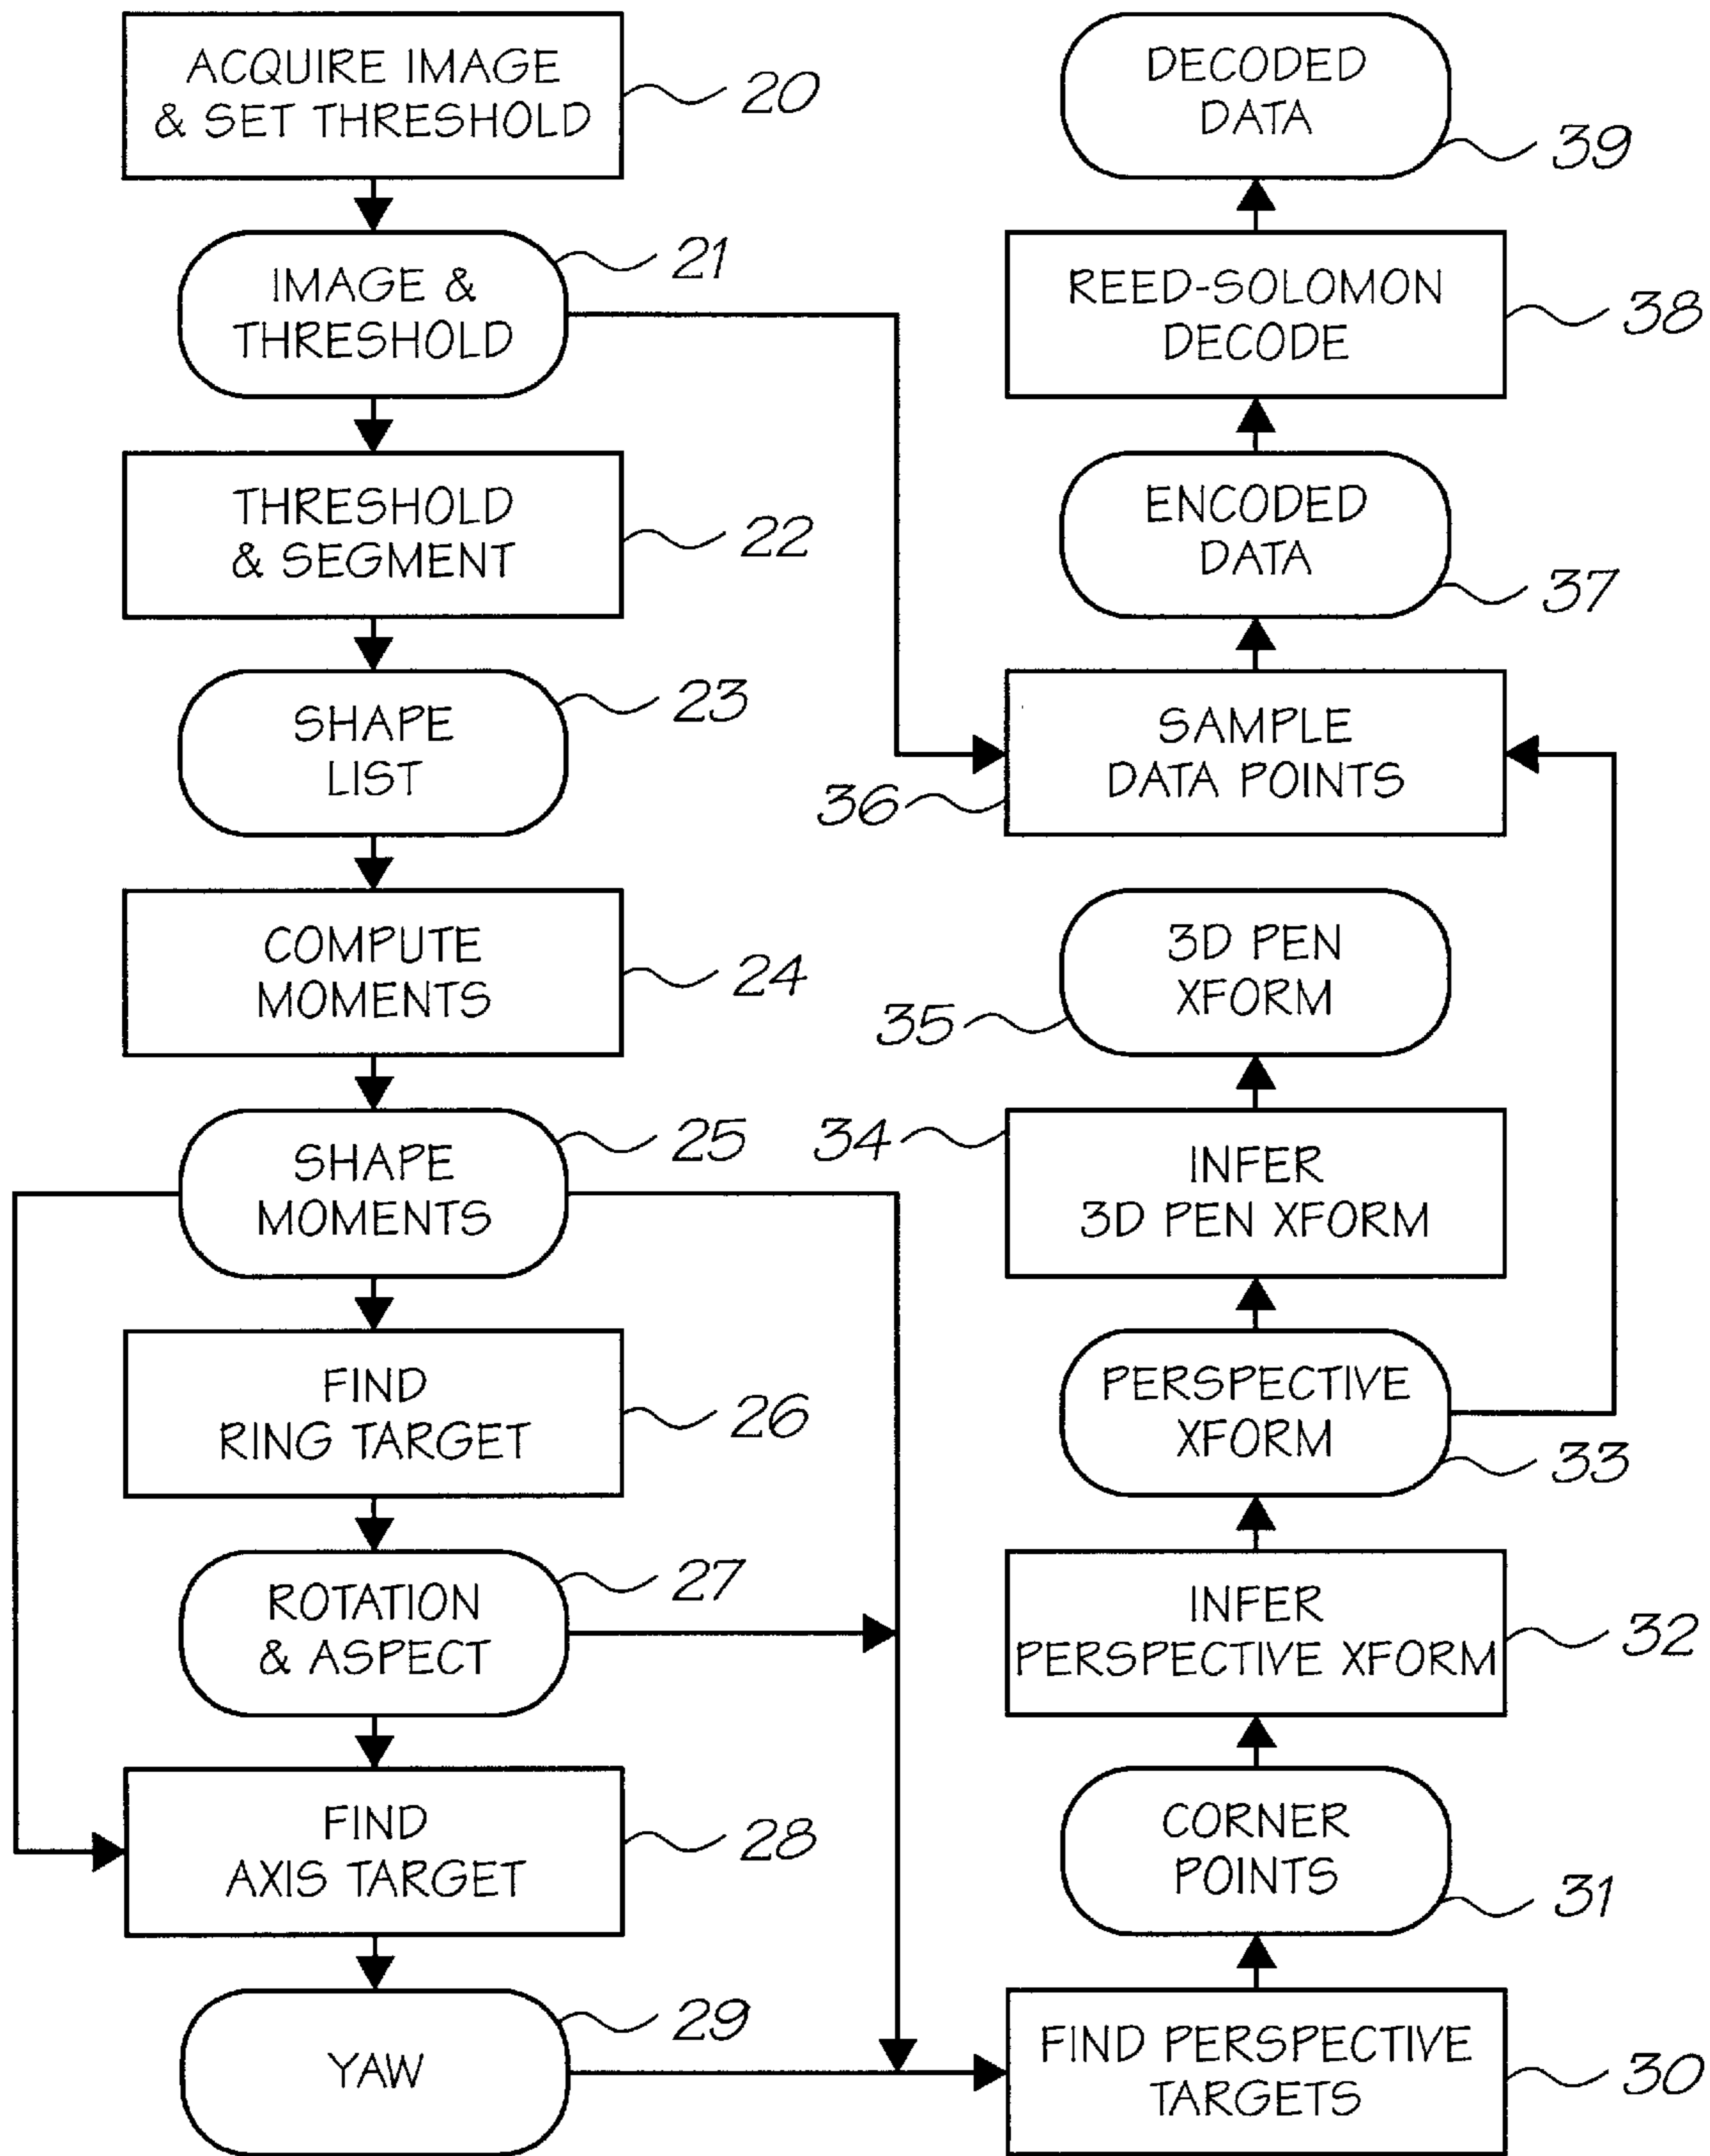 ACQUIRE IMAGE
& SET THRESHOLD
20
IMAGE &
THRESHOLD
21
THRESHOLD
& SEGMENT
22
SHAPE
LIST
23
COMPUTE
MOMENTS
24
SHAPE
MOMENTS
25
FIND
RING TARGET
26
ROTATION
& ASPECT
27
FIND
AXIS TARGET
28
YAW
29
DECODED
DATA
39
REED-SOLOMON
DECODE
38
ENCODED
DATA
37
SAMPLE
DATA POINTS
36
3D PEN
XFORM
35
34
INFER
3D PEN XFORM
PERSPECTIVE
XFORM
33
INFER
PERSPECTIVE XFORM
32
CORNER
POINTS
31
FIND PERSPECTIVE
TARGETS
30